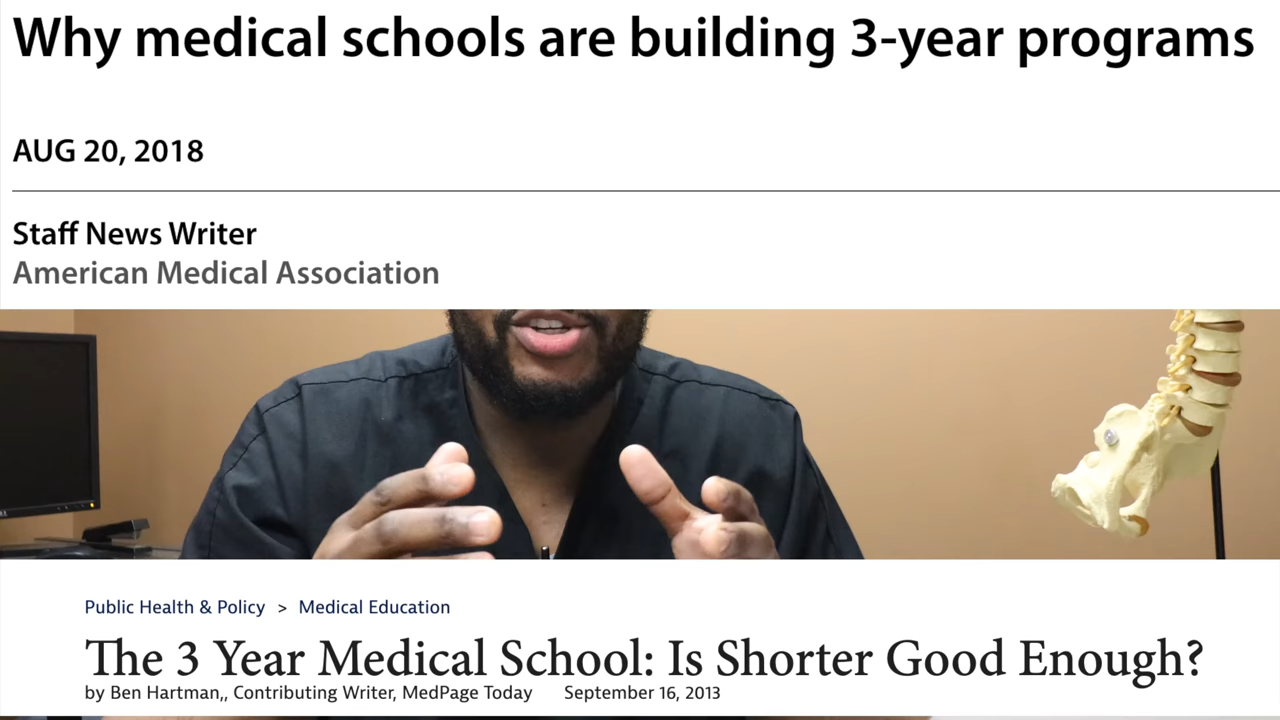 Why medical schools are building 3-year programs
AUG 20, 2018
Staff News Writer
American Medical Association
Public Health & Policy > Medical Education
The 3 Year Medical School: Is Shorter Good Enough?
by Ben Hartman,, Contributing Writer, MedPage Today September 16, 2013